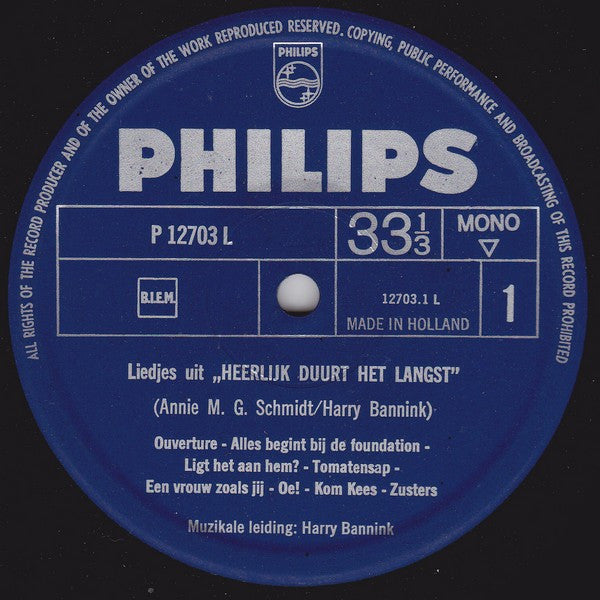 ALL RIGHTS OF THE RECORD PRODUCER AND OF THE OWNER OF THE WORK REPRODUCED RESERVED. COPYING, PUBLIC PERFORMANCE AND BROADCASTING OF THIS RECORD PROHIBITED
PHILIPS
PHILIPS
P 12703 L
33 1/3
MONO
B.I.E.M.
12703.1 L
MADE IN HOLLAND
1
Liedjes uit „HEERLIJK DUURT HET LANGST”
(Annie M. G. Schmidt/Harry Bannink)
Ouverture - Alles begint bij de foundation -
Ligt het aan hem? - Tomatensap -
Een vrouw zoals jij - Oe! - Kom Kees - Zusters
Muzikale leiding: Harry Bannink